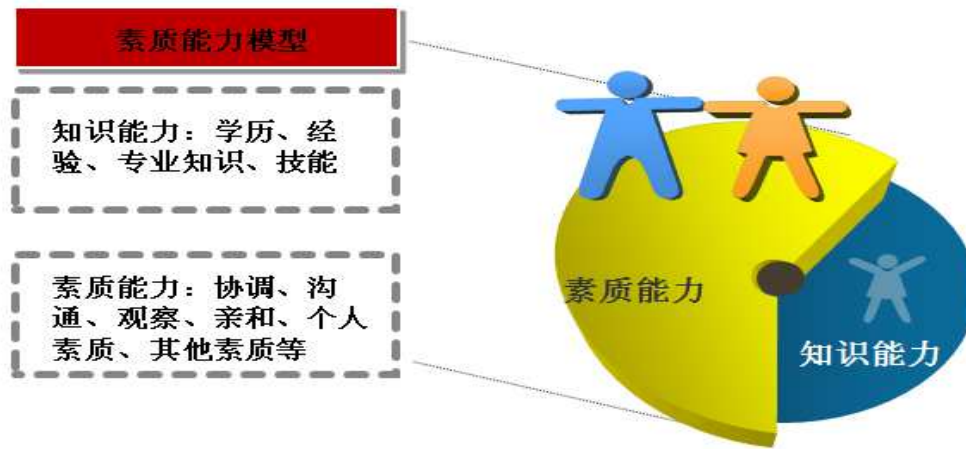 素质能力模型
知识能力：学历、经
验、专业知识、技能
素质能力：协调、沟
通、观察、亲和、个人
素质、其他素质等
素质能力
知识能力